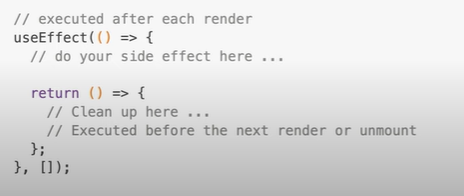 // executed after each render
useEffect(() => {
  // do your side effect here ...

  return () => {
    // Clean up here ...
    // Executed before the next render or unmount
  };
}, []);